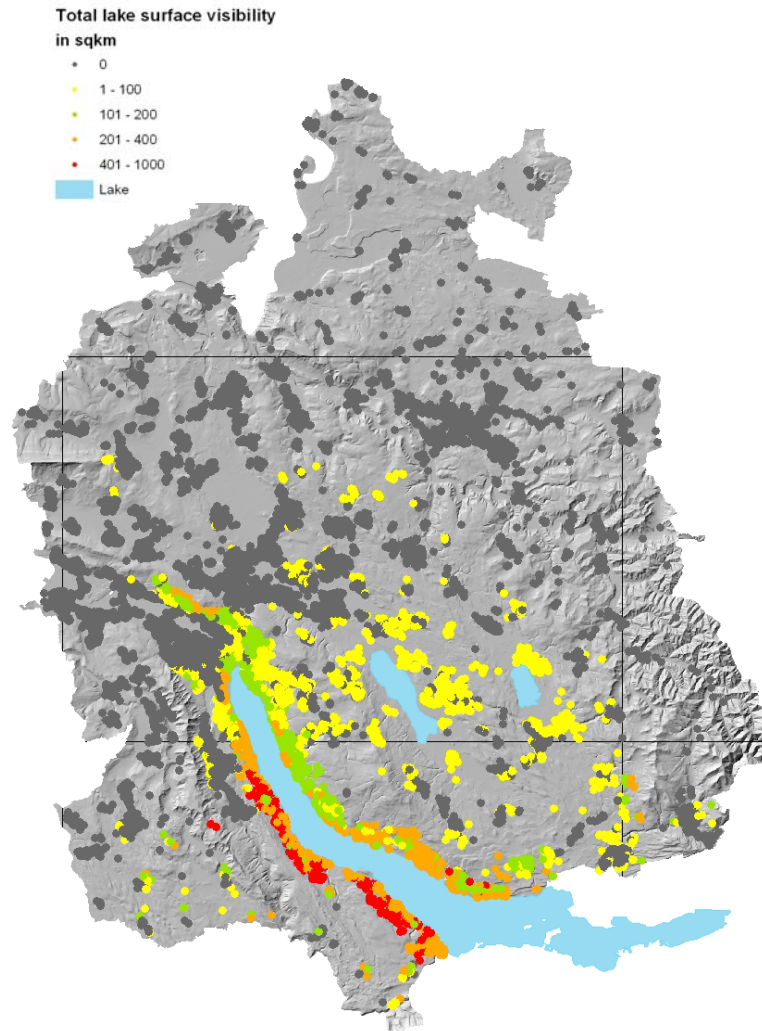 Total lake surface visibility
in sqkm
0
1 - 100
101 - 200
201 - 400
401 - 1000
Lake